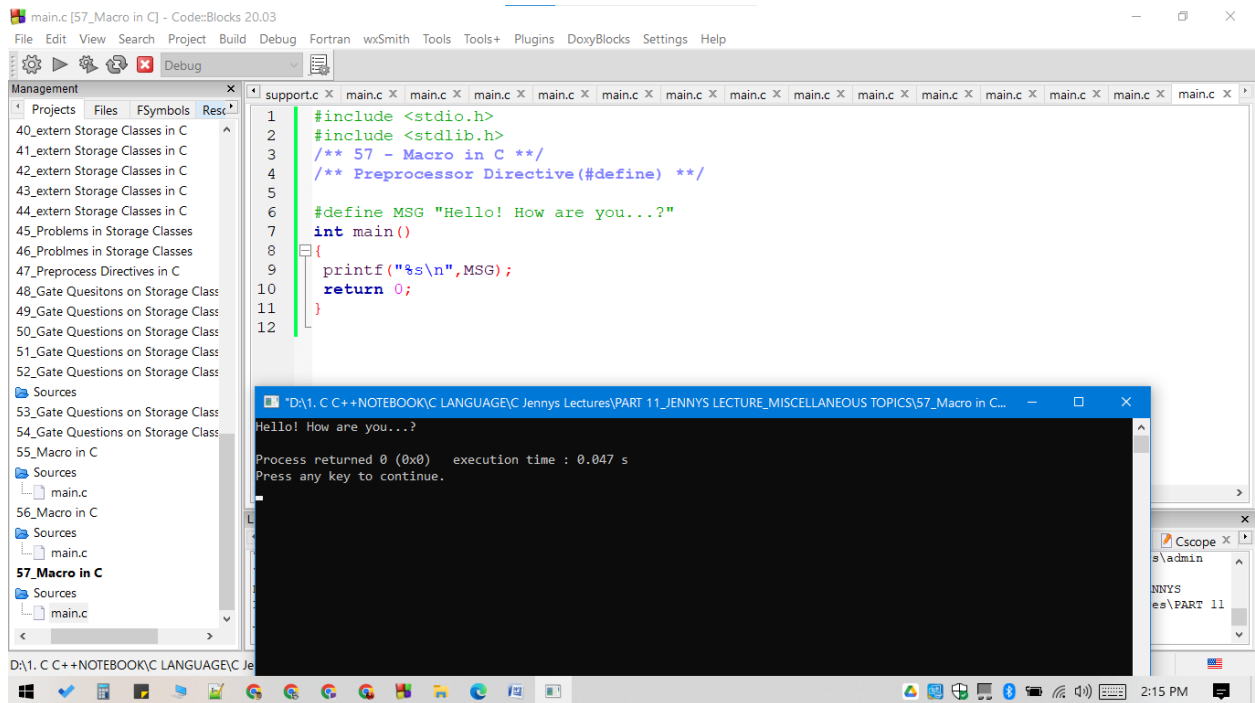 main.c [57_Macro in C] - Code::Blocks 20.03
File Edit View Search Project Build Debug Fortran wxSmith Tools Tools+ Plugins DoxyBlocks Settings Help
Debug
Management
Projects Files FSymbols Resc
40_extern Storage Classes in C
41_extern Storage Classes in C
42_extern Storage Classes in C
43_extern Storage Classes in C
44_extern Storage Classes in C
45_Problems in Storage Classes
46_Problmes in Storage Classes
47_Preprocess Directives in C
48_Gate Quesitons on Storage Class
49_Gate Questions on Storage Class
50_Gate Questions on Storage Class
51_Gate Questions on Storage Class
52_Gate Questions on Storage Class
Sources
53_Gate Questions on Storage Class
54_Gate Questions on Storage Class
55_Macro in C
Sources
main.c
56_Macro in C
Sources
main.c
57_Macro in C
Sources
main.c
support.c main.c main.c main.c main.c main.c main.c main.c main.c main.c main.c main.c main.c main.c main.c
1 #include <stdio.h>
2 #include <stdlib.h>
3 /** 57 - Macro in C **/
4 /** Preprocessor Directive(#define) **/
5
6 #define MSG "Hello! How are you...?"
7 int main()
8 {
9 printf("%s\n",MSG);
10 return 0;
11 }
12
"D:\1. C C++NOTEBOOK\C LANGUAGE\C Jennys Lectures\PART 11_JENNYS LECTURE_MISCELLANEOUS TOPICS\57_Macro in C...
Hello! How are you...?
Process returned 0 (0x0) execution time : 0.047 s
Press any key to continue.
Cscope
s\admin
NNYS
es\PART 11
D:\1. C C++NOTEBOOK\C LANGUAGE\C Je
2:15 PM